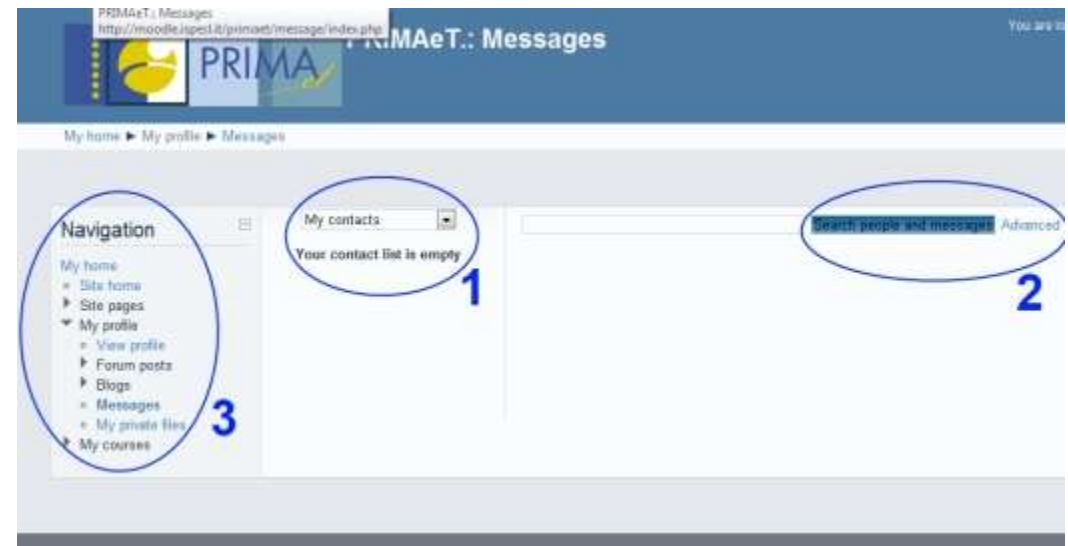 PRIMAeT.: Messages
http://moodle.ispesl.it/primaet/message/index.php
PRIMA et
PRIMAeT.: Messages
My home ► My profile ► Messages
Navigation
My home
Site home
Site pages
My profile
View profile
Forum posts
Blogs
Messages
My private files
My courses
3
My contacts
Your contact list is empty
1
Search people and messages Advanced
2
You are